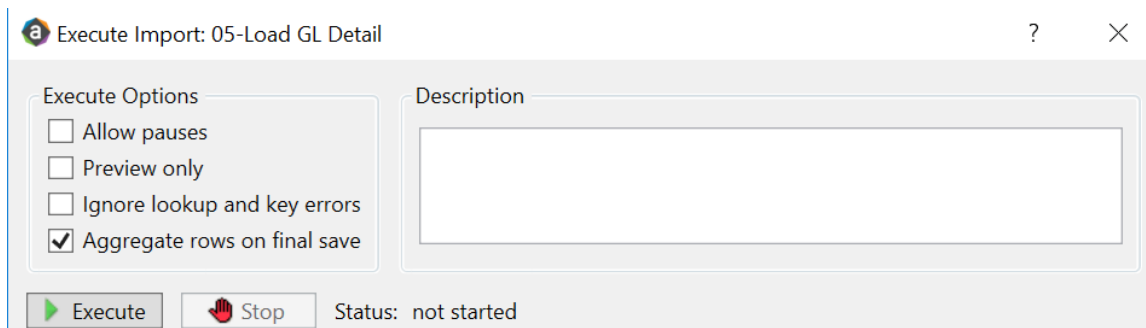 a Execute Import: 05-Load GL Detail ?
Execute Options
Allow pauses
Preview only
Ignore lookup and key errors
Aggregate rows on final save
Description
Execute Stop Status: not started